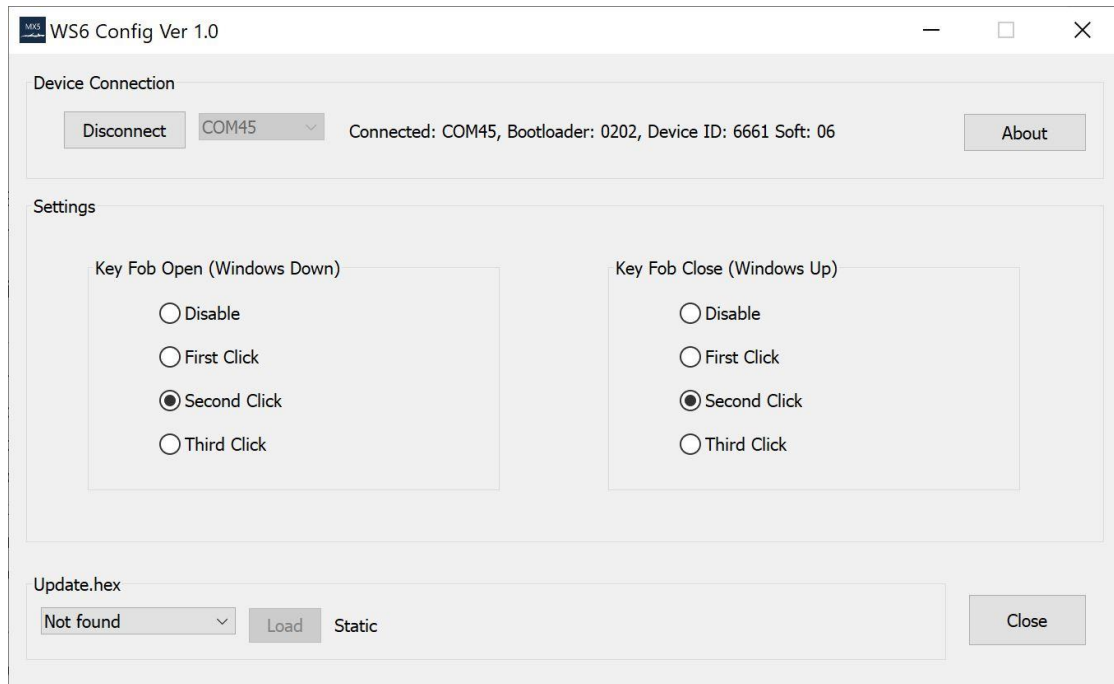 MX5
WS6 Config Ver 1.0
Device Connection
Disconnect
COM45
Connected: COM45, Bootloader: 0202, Device ID: 6661 Soft: 06
About
Settings
Key Fob Open (Windows Down)
Disable
First Click
Second Click
Third Click
Key Fob Close (Windows Up)
Disable
First Click
Second Click
Third Click
Update.hex
Not found
Load
Static
Close